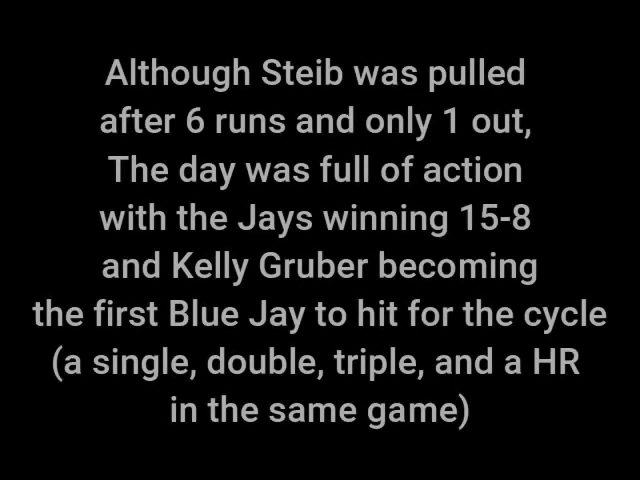 Although Steib was pulled
after 6 runs and only 1 out,
The day was full of action
with the Jays winning 15-8
and Kelly Gruber becoming
the first Blue Jay to hit for the cycle
(a single, double, triple, and a HR
in the same game)